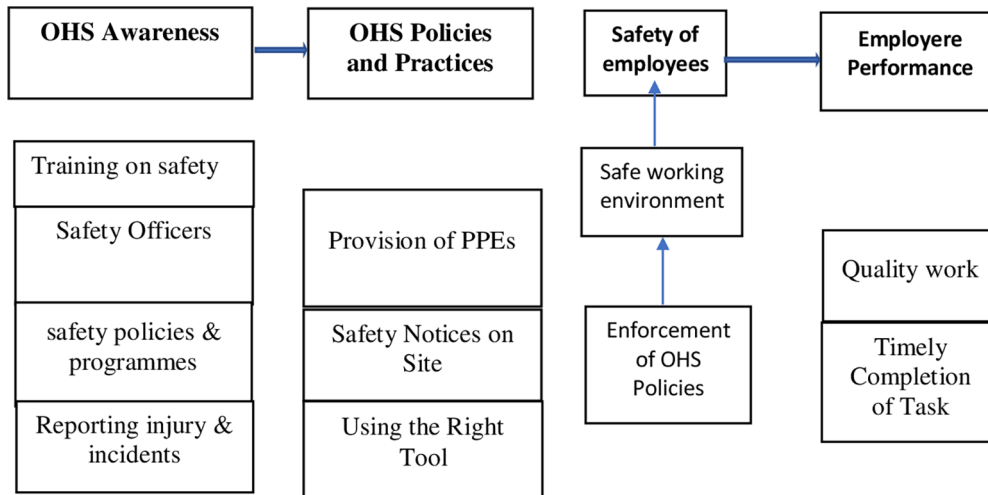 OHS Awareness
OHS Policies
and Practices
Safety of
employees
Employere
Performance
Training on safety
Safety Officers
safety policies &
programmes
Reporting injury &
incidents
Provision of PPEs
Safety Notices on
Site
Using the Right
Tool
Safe working
environment
Enforcement
of OHS
Policies
Quality work
Timely
Completion
of Task